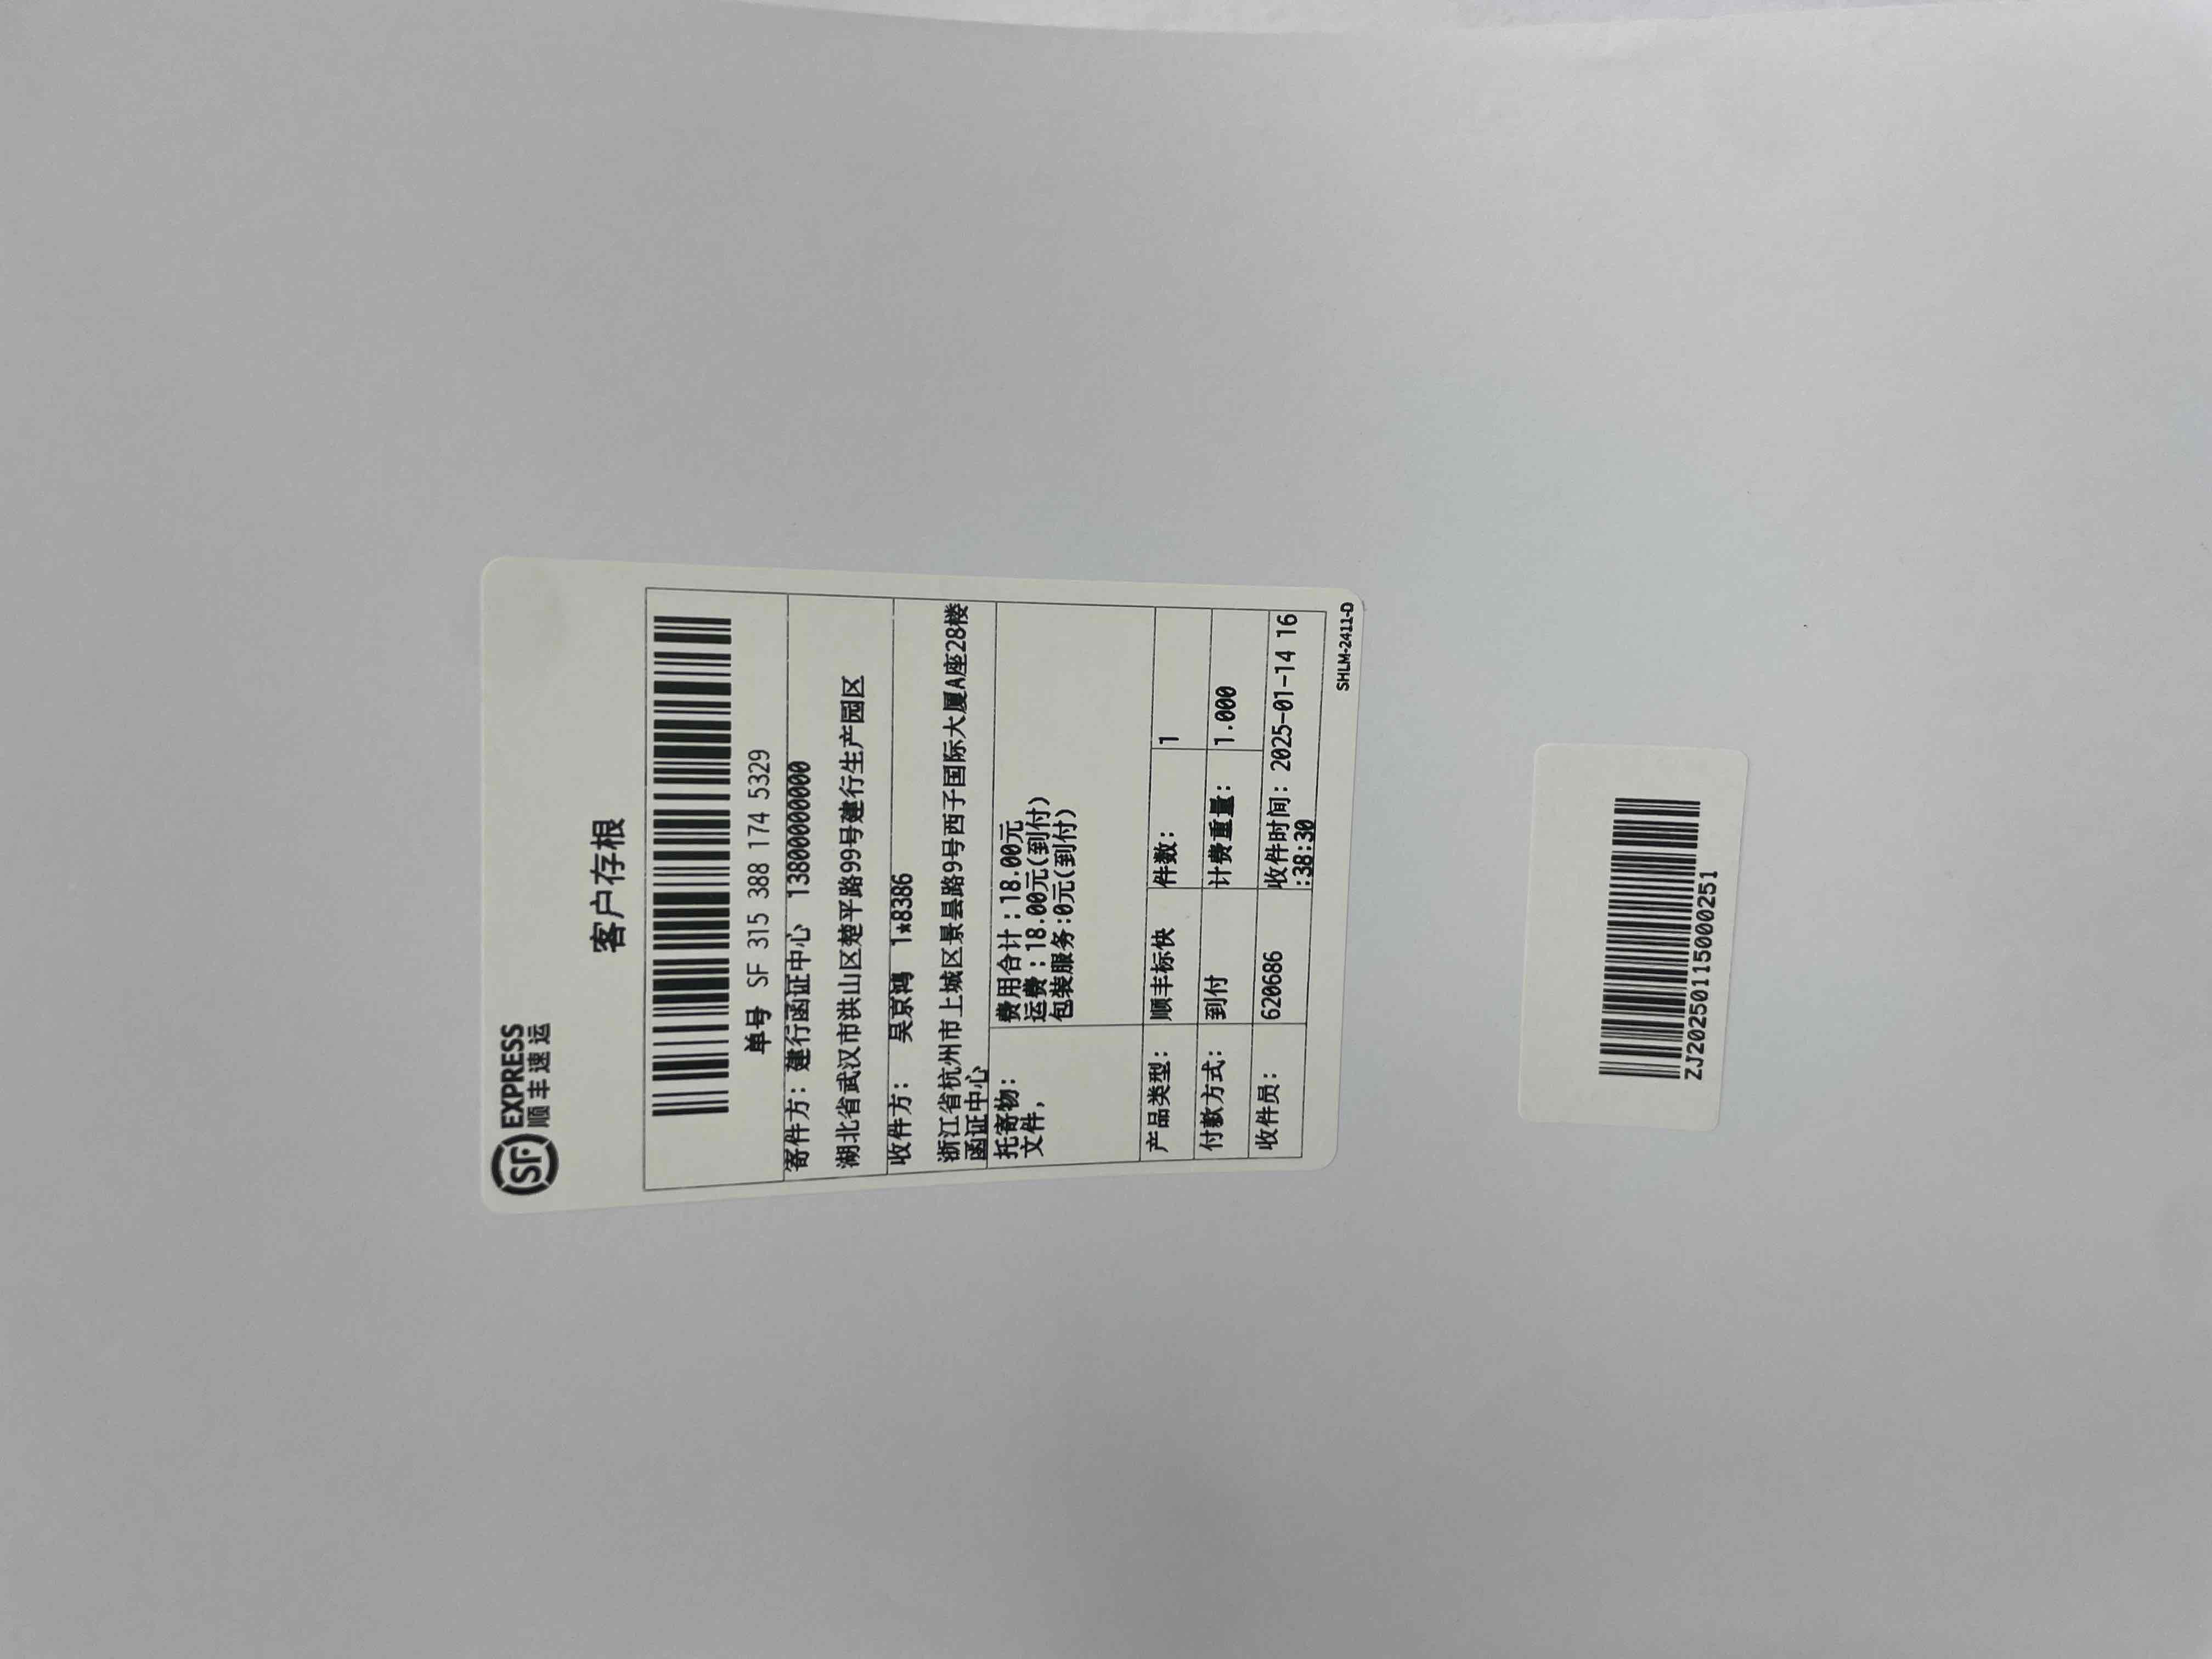 SF EXPRESS
顺丰速运
客户存根
单号 SF 315 388 174 5329
寄件方：建行函证中心 13800000000
湖北省武汉市洪山区楚平路99号建行生产园区
收件方： 吴京鸿 1*8386
浙江省杭州市上城区景昙路9号西子国际大厦A座28楼
函证中心
托寄物：
文件，
费用合计：18.00元
运费：18.00元(到付)
包装服务:0元(到付)
产品类型： 顺丰标快 件数： 1
付款方式： 到付 计费重量： 1.000
收件员： 620686 收件时间：2025-01-14 16
:38:30
SHLM-2411-D
ZJ20250115000251